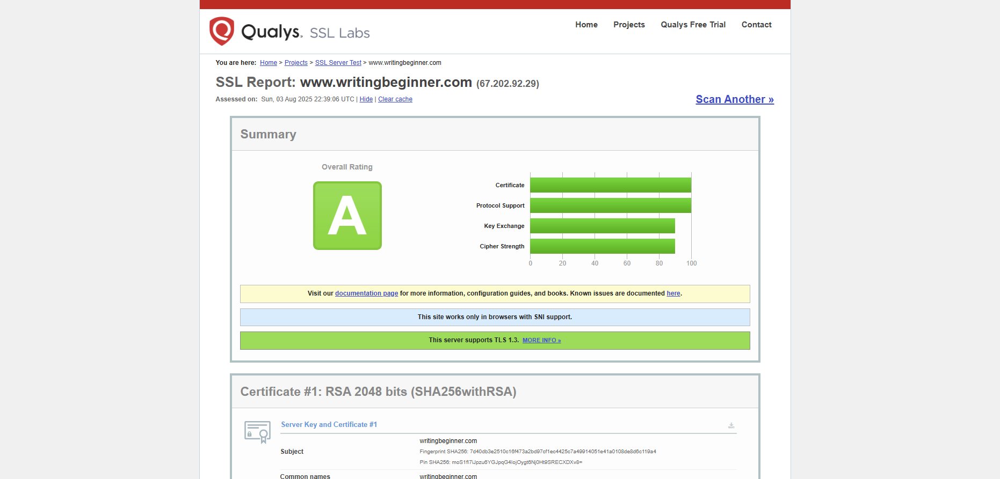 Qualys. SSL Labs
Home Projects Qualys Free Trial Contact
You are here: Home > Projects > SSL Server Test > www.writingbeginner.com
SSL Report: www.writingbeginner.com (67.202.92.29)
Assessed on: Sun, 03 Aug 2025 22:39:06 UTC | Hide | Clear cache
Scan Another »
Summary
Overall Rating
A
Certificate
Protocol Support
Key Exchange
Cipher Strength
0 20 40 60 80 100
Visit our documentation page for more information, configuration guides, and books. Known issues are documented here.
This site works only in browsers with SNI support.
This server supports TLS 1.3. MORE INFO »
Certificate #1: RSA 2048 bits (SHA256withRSA)
Server Key and Certificate #1
Subject
writingbeginner.com
Fingerprint SHA256: 7d40db3e2510c16f473a2bd97cf1ec4425c7a49914051e41a0108de8d6c119a4
Pin SHA256: moS1fI7iJpzu6YGJpqG4IojOygt6Nj0Ht9SRECXDXv8=
Common names writingbeginner.com